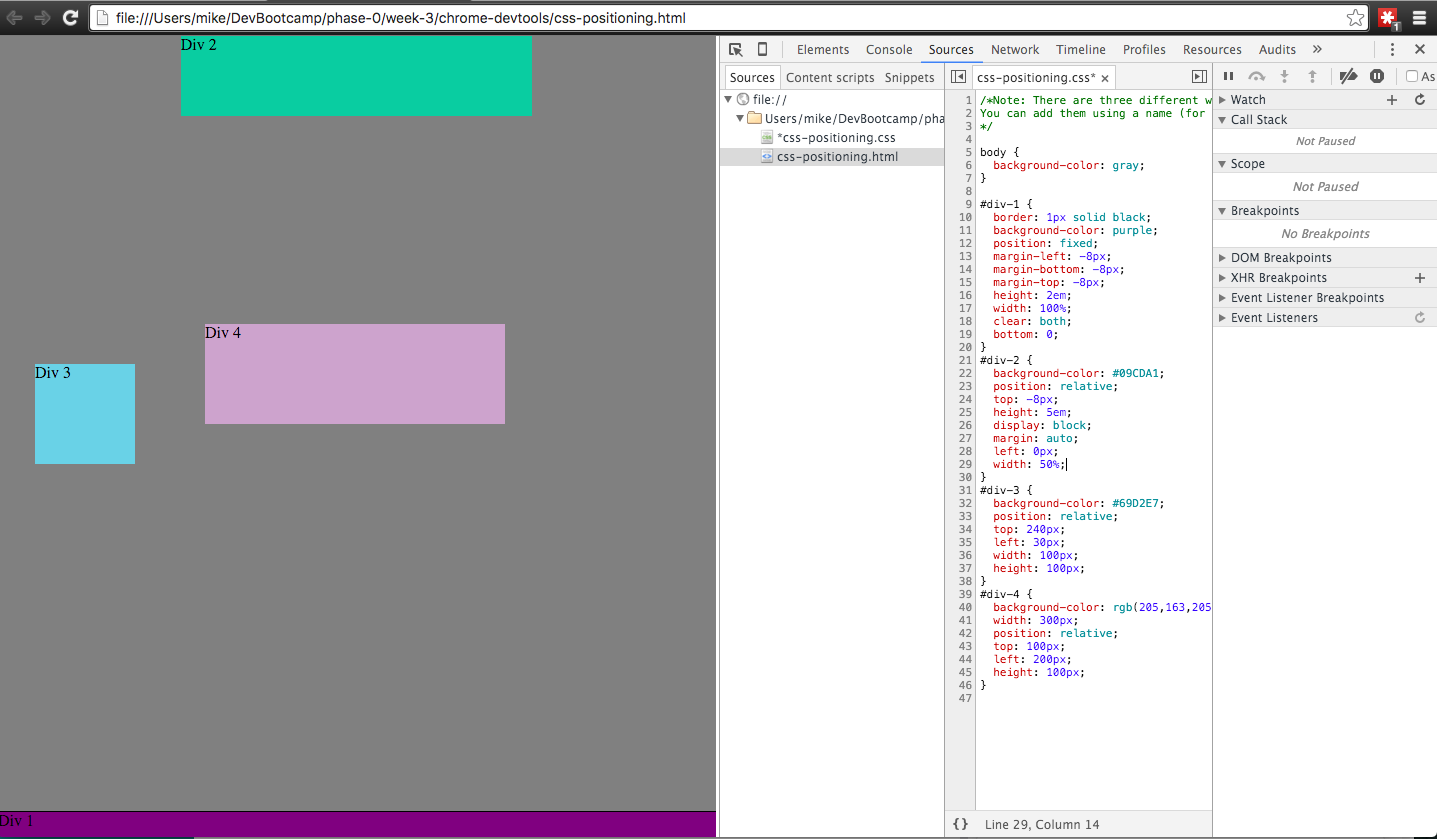 file:///Users/mike/DevBootcamp/phase-0/week-3/chrome-devtools/css-positioning.html
1
Div 2
Div 4
Div 3
Div 1
Elements Console Sources Network Timeline Profiles Resources Audits »
Sources Content scripts Snippets
file://
Users/mike/DevBootcamp/pha
*css-positioning.css
css-positioning.html
css-positioning.css* ×
1 /*Note: There are three different w
2 You can add them using a name (for
3 */
4
5 body {
6 background-color: gray;
7 }
8
9 #div-1 {
10 border: 1px solid black;
11 background-color: purple;
12 position: fixed;
13 margin-left: -8px;
14 margin-bottom: -8px;
15 margin-top: -8px;
16 height: 2em;
17 width: 100%;
18 clear: both;
19 bottom: 0;
20 }
21 #div-2 {
22 background-color: #09CDA1;
23 position: relative;
24 top: -8px;
25 height: 5em;
26 display: block;
27 margin: auto;
28 left: 0px;
29 width: 50%;
30 }
31 #div-3 {
32 background-color: #69D2E7;
33 position: relative;
34 top: 240px;
35 left: 30px;
36 width: 100px;
37 height: 100px;
38 }
39 #div-4 {
40 background-color: rgb(205,163,205
41 width: 300px;
42 position: relative;
43 top: 100px;
44 left: 200px;
45 height: 100px;
46 }
47
{} Line 29, Column 14
As
Watch
Call Stack
Not Paused
Scope
Not Paused
Breakpoints
No Breakpoints
DOM Breakpoints
XHR Breakpoints
Event Listener Breakpoints
Event Listeners